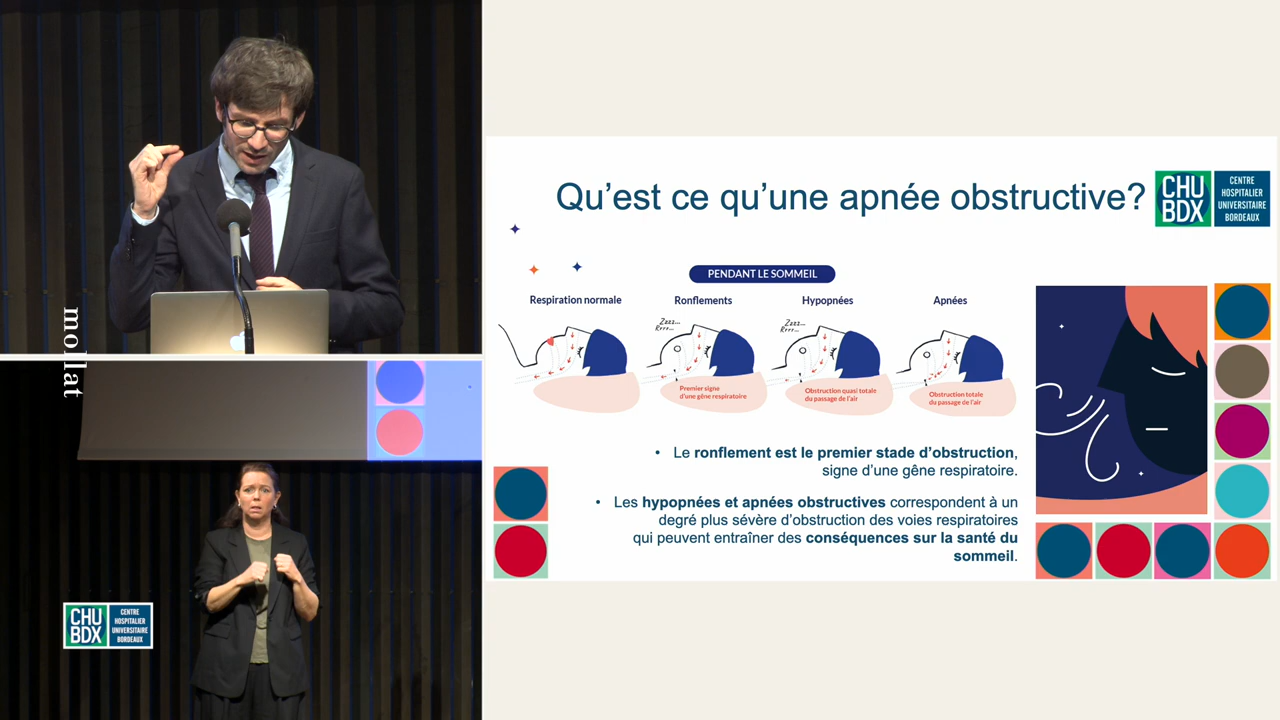 mollat
CHU
BDX
CENTRE
HOSPITALIER
UNIVERSITAIRE
BORDEAUX
Qu'est ce qu'une apnée obstructive?
CHU
BDX
CENTRE
HOSPITALIER
UNIVERSITAIRE
BORDEAUX
PENDANT LE SOMMEIL
Respiration normale
Ronflements
Hypopnées
Apnées
Zzzz...
Rrrr...
Zzzz...
Rrrr...
Premier signe
d'une gêne respiratoire
Obstruction quasi totale
du passage de l'air
Obstruction totale
du passage de l'air
• Le ronflement est le premier stade d'obstruction,
signe d'une gêne respiratoire.
• Les hypopnées et apnées obstructives correspondent à un
degré plus sévère d'obstruction des voies respiratoires
qui peuvent entraîner des conséquences sur la santé du
sommeil.